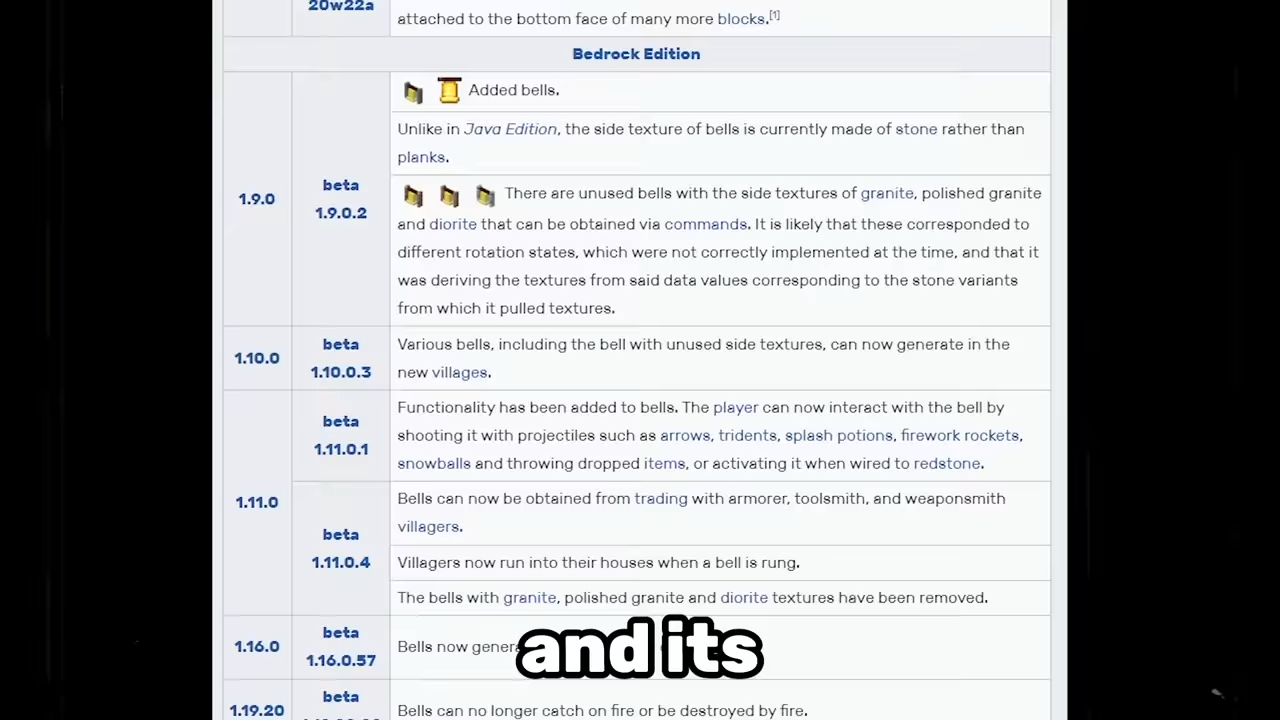 20w22a
attached to the bottom face of many more blocks.[1]
Bedrock Edition
1.9.0
beta
1.9.0.2
Added bells.
Unlike in Java Edition, the side texture of bells is currently made of stone rather than
planks.
There are unused bells with the side textures of granite, polished granite
and diorite that can be obtained via commands. It is likely that these corresponded to
different rotation states, which were not correctly implemented at the time, and that it
was deriving the textures from said data values corresponding to the stone variants
from which it pulled textures.
1.10.0
beta
1.10.0.3
Various bells, including the bell with unused side textures, can now generate in the
new villages.
1.11.0
beta
1.11.0.1
Functionality has been added to bells. The player can now interact with the bell by
shooting it with projectiles such as arrows, tridents, splash potions, firework rockets,
snowballs and throwing dropped items, or activating it when wired to redstone.
beta
1.11.0.4
Bells can now be obtained from trading with armorer, toolsmith, and weaponsmith
villagers.
Villagers now run into their houses when a bell is rung.
The bells with granite, polished granite and diorite textures have been removed.
1.16.0
beta
1.16.0.57
Bells now
and its
1.19.20
beta
Bells can no longer catch on fire or be destroyed by fire.